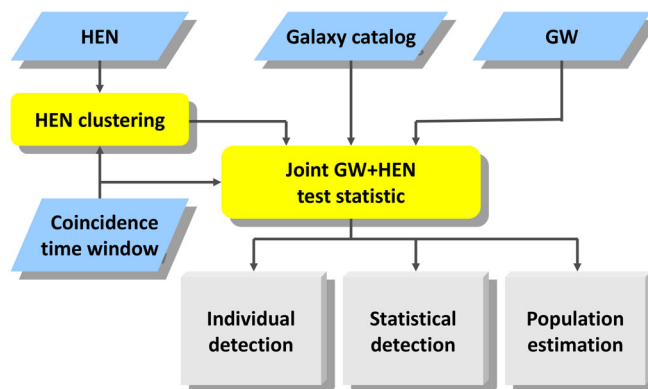 HEN
Galaxy catalog
GW
HEN clustering
Joint GW+HEN
test statistic
Coincidence
time window
Individual
detection
Statistical
detection
Population
estimation